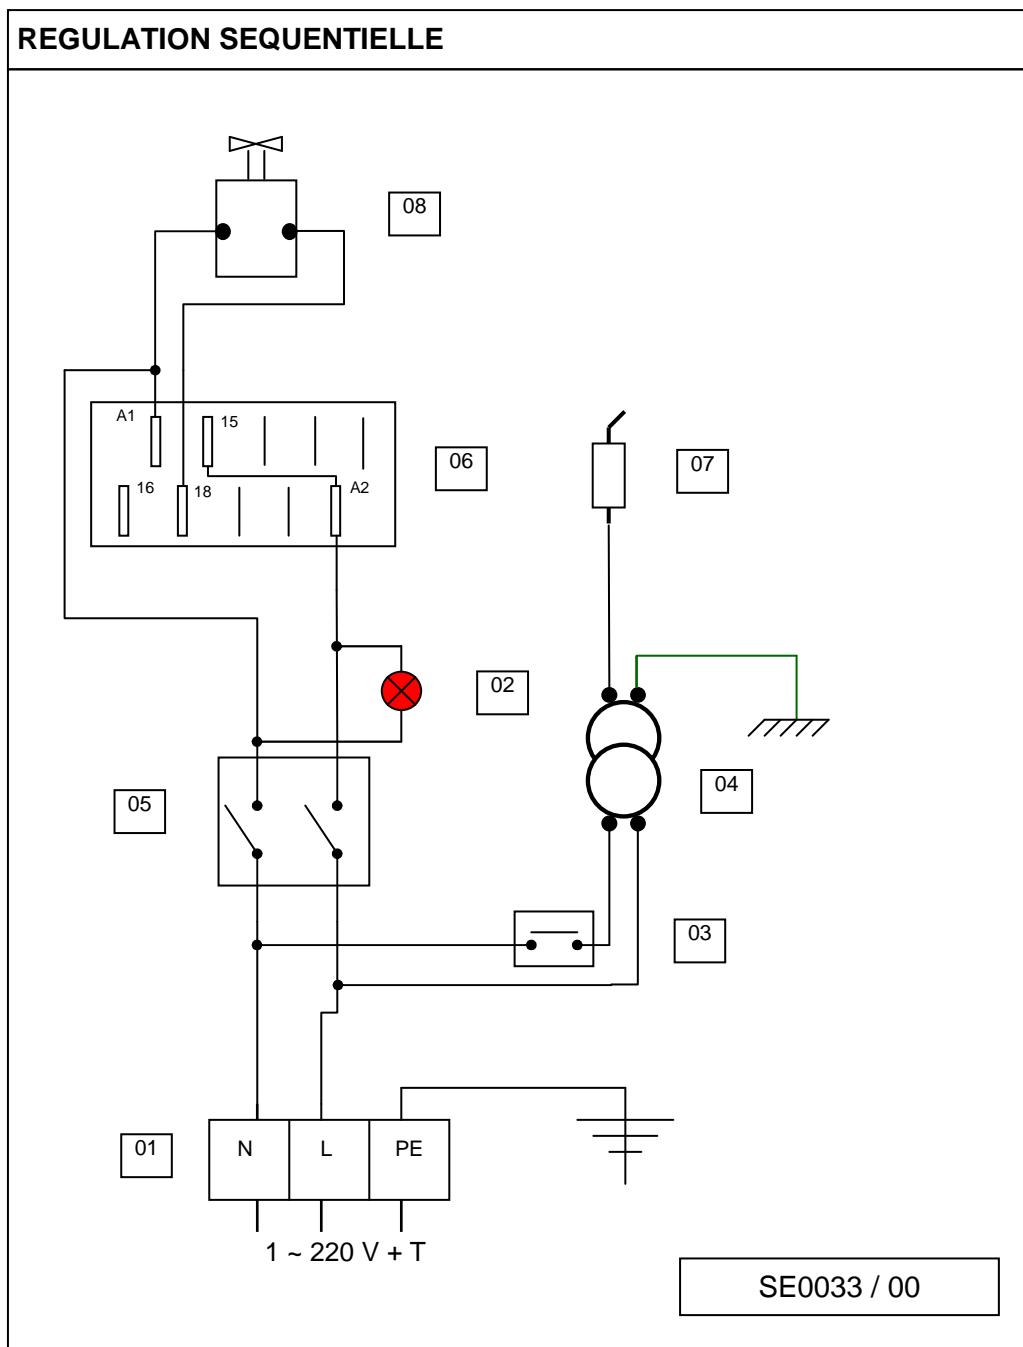 REGULATION SEQUENTIELLE
08
A1
15
06
07
16
18
A2
02
05
04
03
01
N
L
PE
1 ~ 220 V + T
SE0033 / 00